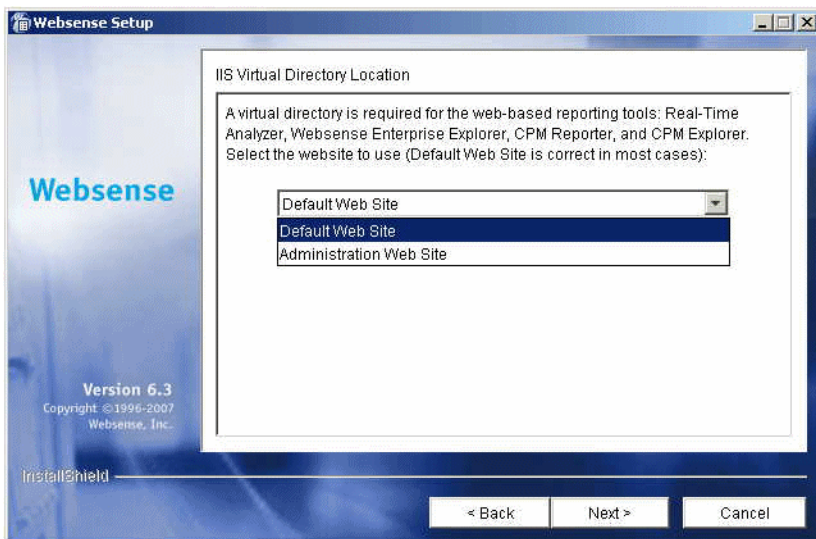 Websense Setup
IIS Virtual Directory Location
A virtual directory is required for the web-based reporting tools: Real-Time
Analyzer, Websense Enterprise Explorer, CPM Reporter, and CPM Explorer.
Select the website to use (Default Web Site is correct in most cases):
Websense
Default Web Site
Default Web Site
Administration Web Site
Version 6.3
Copyright ©1996-2007
Websense, Inc.
InstallShield
< Back
Next >
Cancel